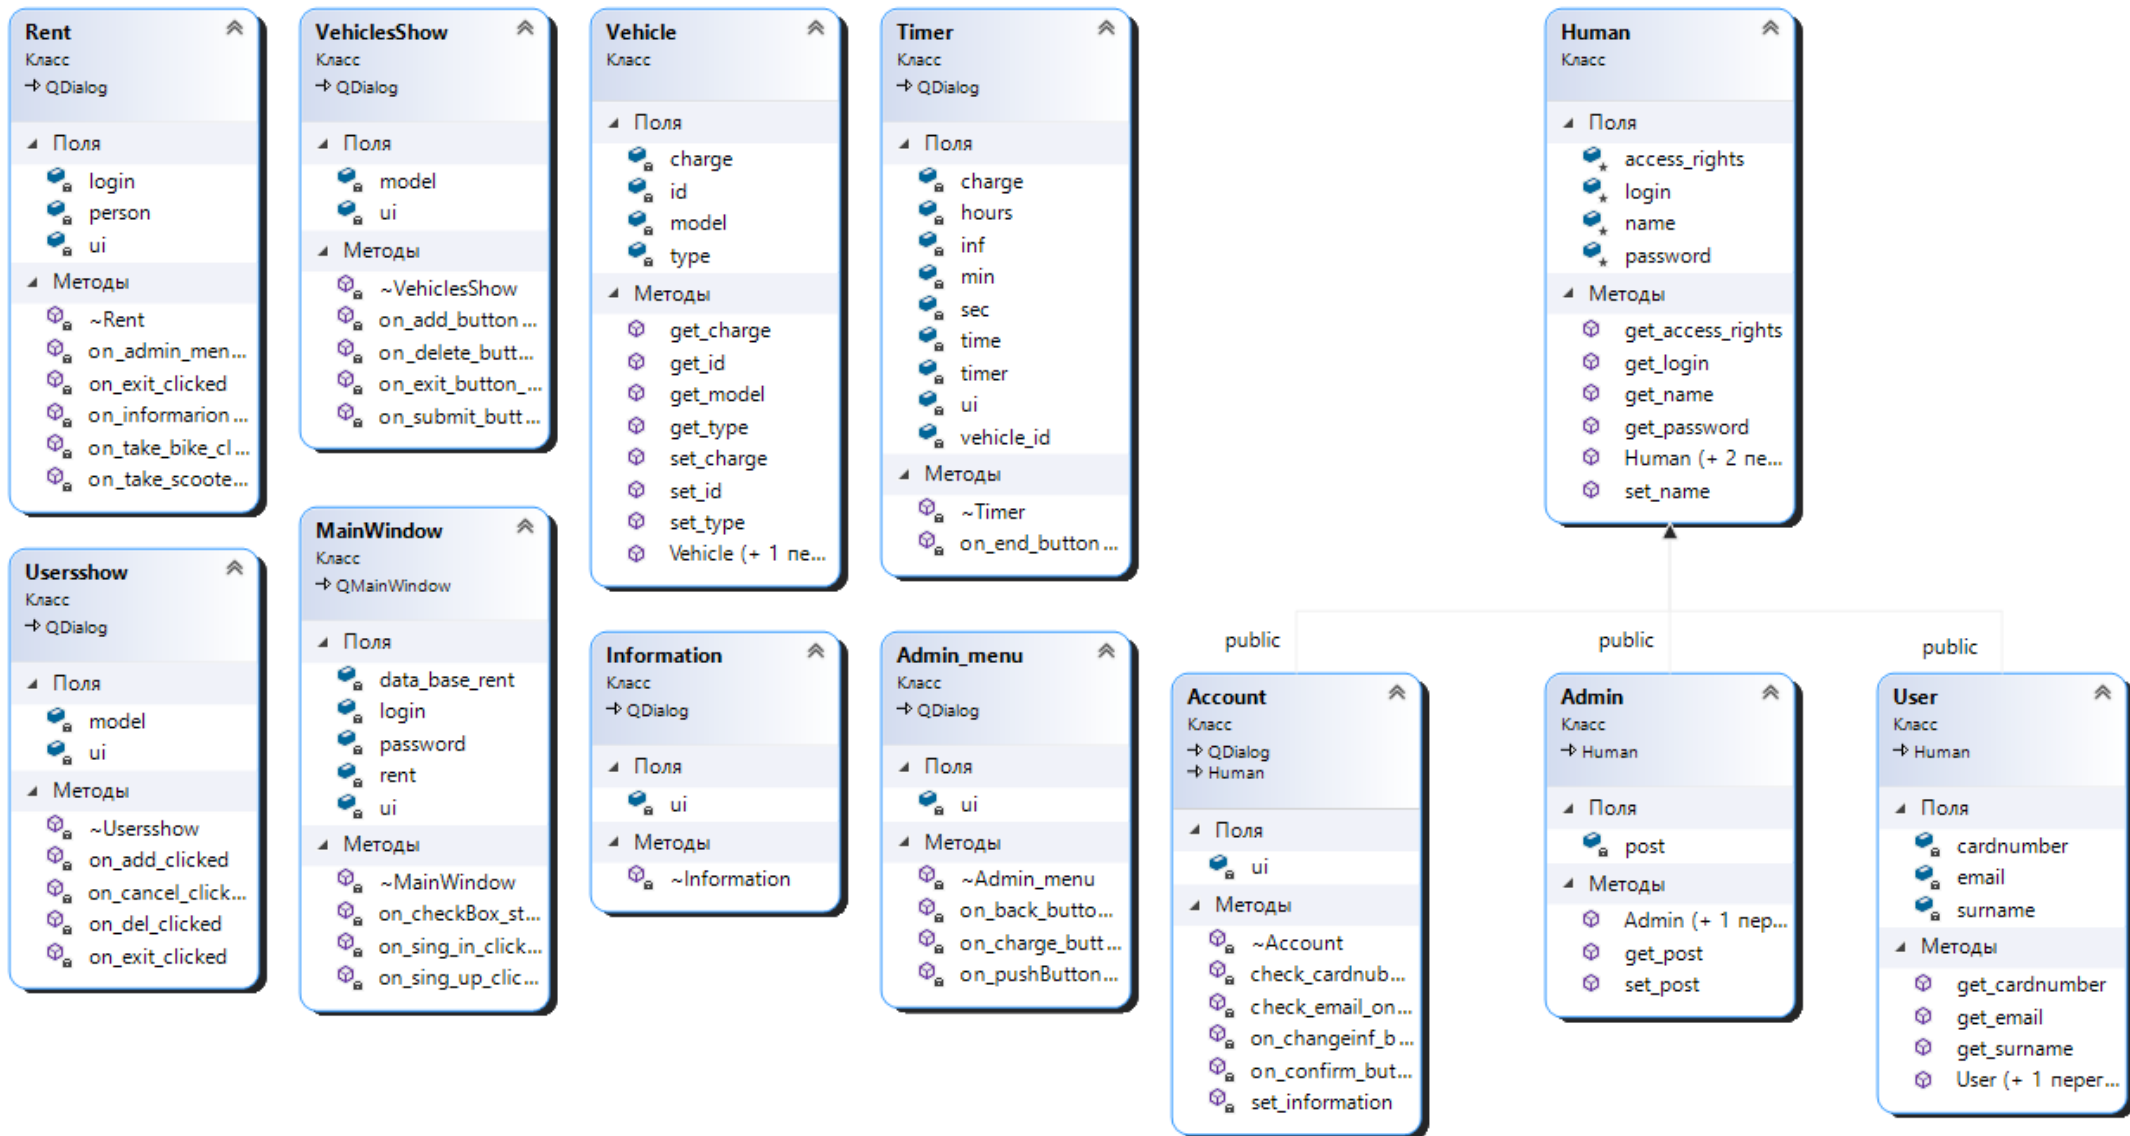 Rent
Класс
QDialog
Поля
login
person
ui
Методы
~Rent
on_admin_men...
on_exit_clicked
on_informarion ...
on_take_bike_cl...
on_take_scoote...
VehiclesShow
Класс
QDialog
Поля
model
ui
Методы
~VehiclesShow
on_add_button ...
on_delete_butt...
on_exit_button_...
on_submit_butt...
Vehicle
Класс
Поля
charge
id
model
type
Методы
get_charge
get_id
get_model
get_type
set_charge
set_id
set_type
Vehicle (+ 1 пе...
Timer
Класс
QDialog
Поля
charge
hours
inf
min
sec
time
timer
ui
vehicle_id
Методы
~Timer
on_end_button ...
Human
Класс
Поля
access_rights
login
name
password
Методы
get_access_rights
get_login
get_name
get_password
Human (+ 2 пе...
set_name
Usersshow
Класс
QDialog
Поля
model
ui
Методы
~Usersshow
on_add_clicked
on_cancel_click...
on_del_clicked
on_exit_clicked
MainWindow
Класс
QMainWindow
Поля
data_base_rent
login
password
rent
ui
Методы
~MainWindow
on_checkBox_st...
on_sing_in_click...
on_sing_up_clic...
Information
Класс
QDialog
Поля
ui
Методы
~Information
Admin_menu
Класс
QDialog
Поля
ui
Методы
~Admin_menu
on_back_butto...
on_charge_butt...
on_pushButton...
public
Account
Класс
QDialog
Human
Поля
ui
Методы
~Account
check_cardnub...
check_email_on...
on_changeinf_b...
on_confirm_but...
set_information
public
Admin
Класс
Human
Поля
post
Методы
Admin (+ 1 пер...
get_post
set_post
public
User
Класс
Human
Поля
cardnumber
email
surname
Методы
get_cardnumber
get_email
get_surname
User (+ 1 перег...